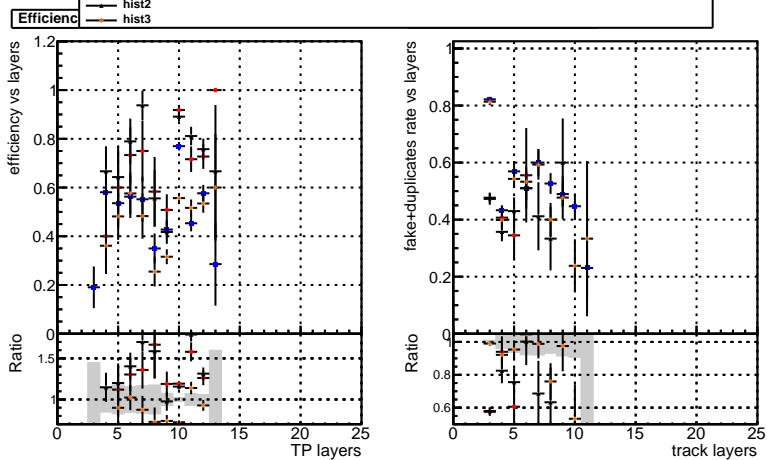 hist2
Efficienc
hist3
efficiency vs layers
1.2
1
0.8
0.6
0.4
0.2
0
Ratio
1.5
1
0 5 10 15 20 25
TP layers
fake+duplicates rate vs layers
1
0.8
0.6
0.4
0.2
0
Ratio
1
0.8
0.6
0 5 10 15 20 25
track layers